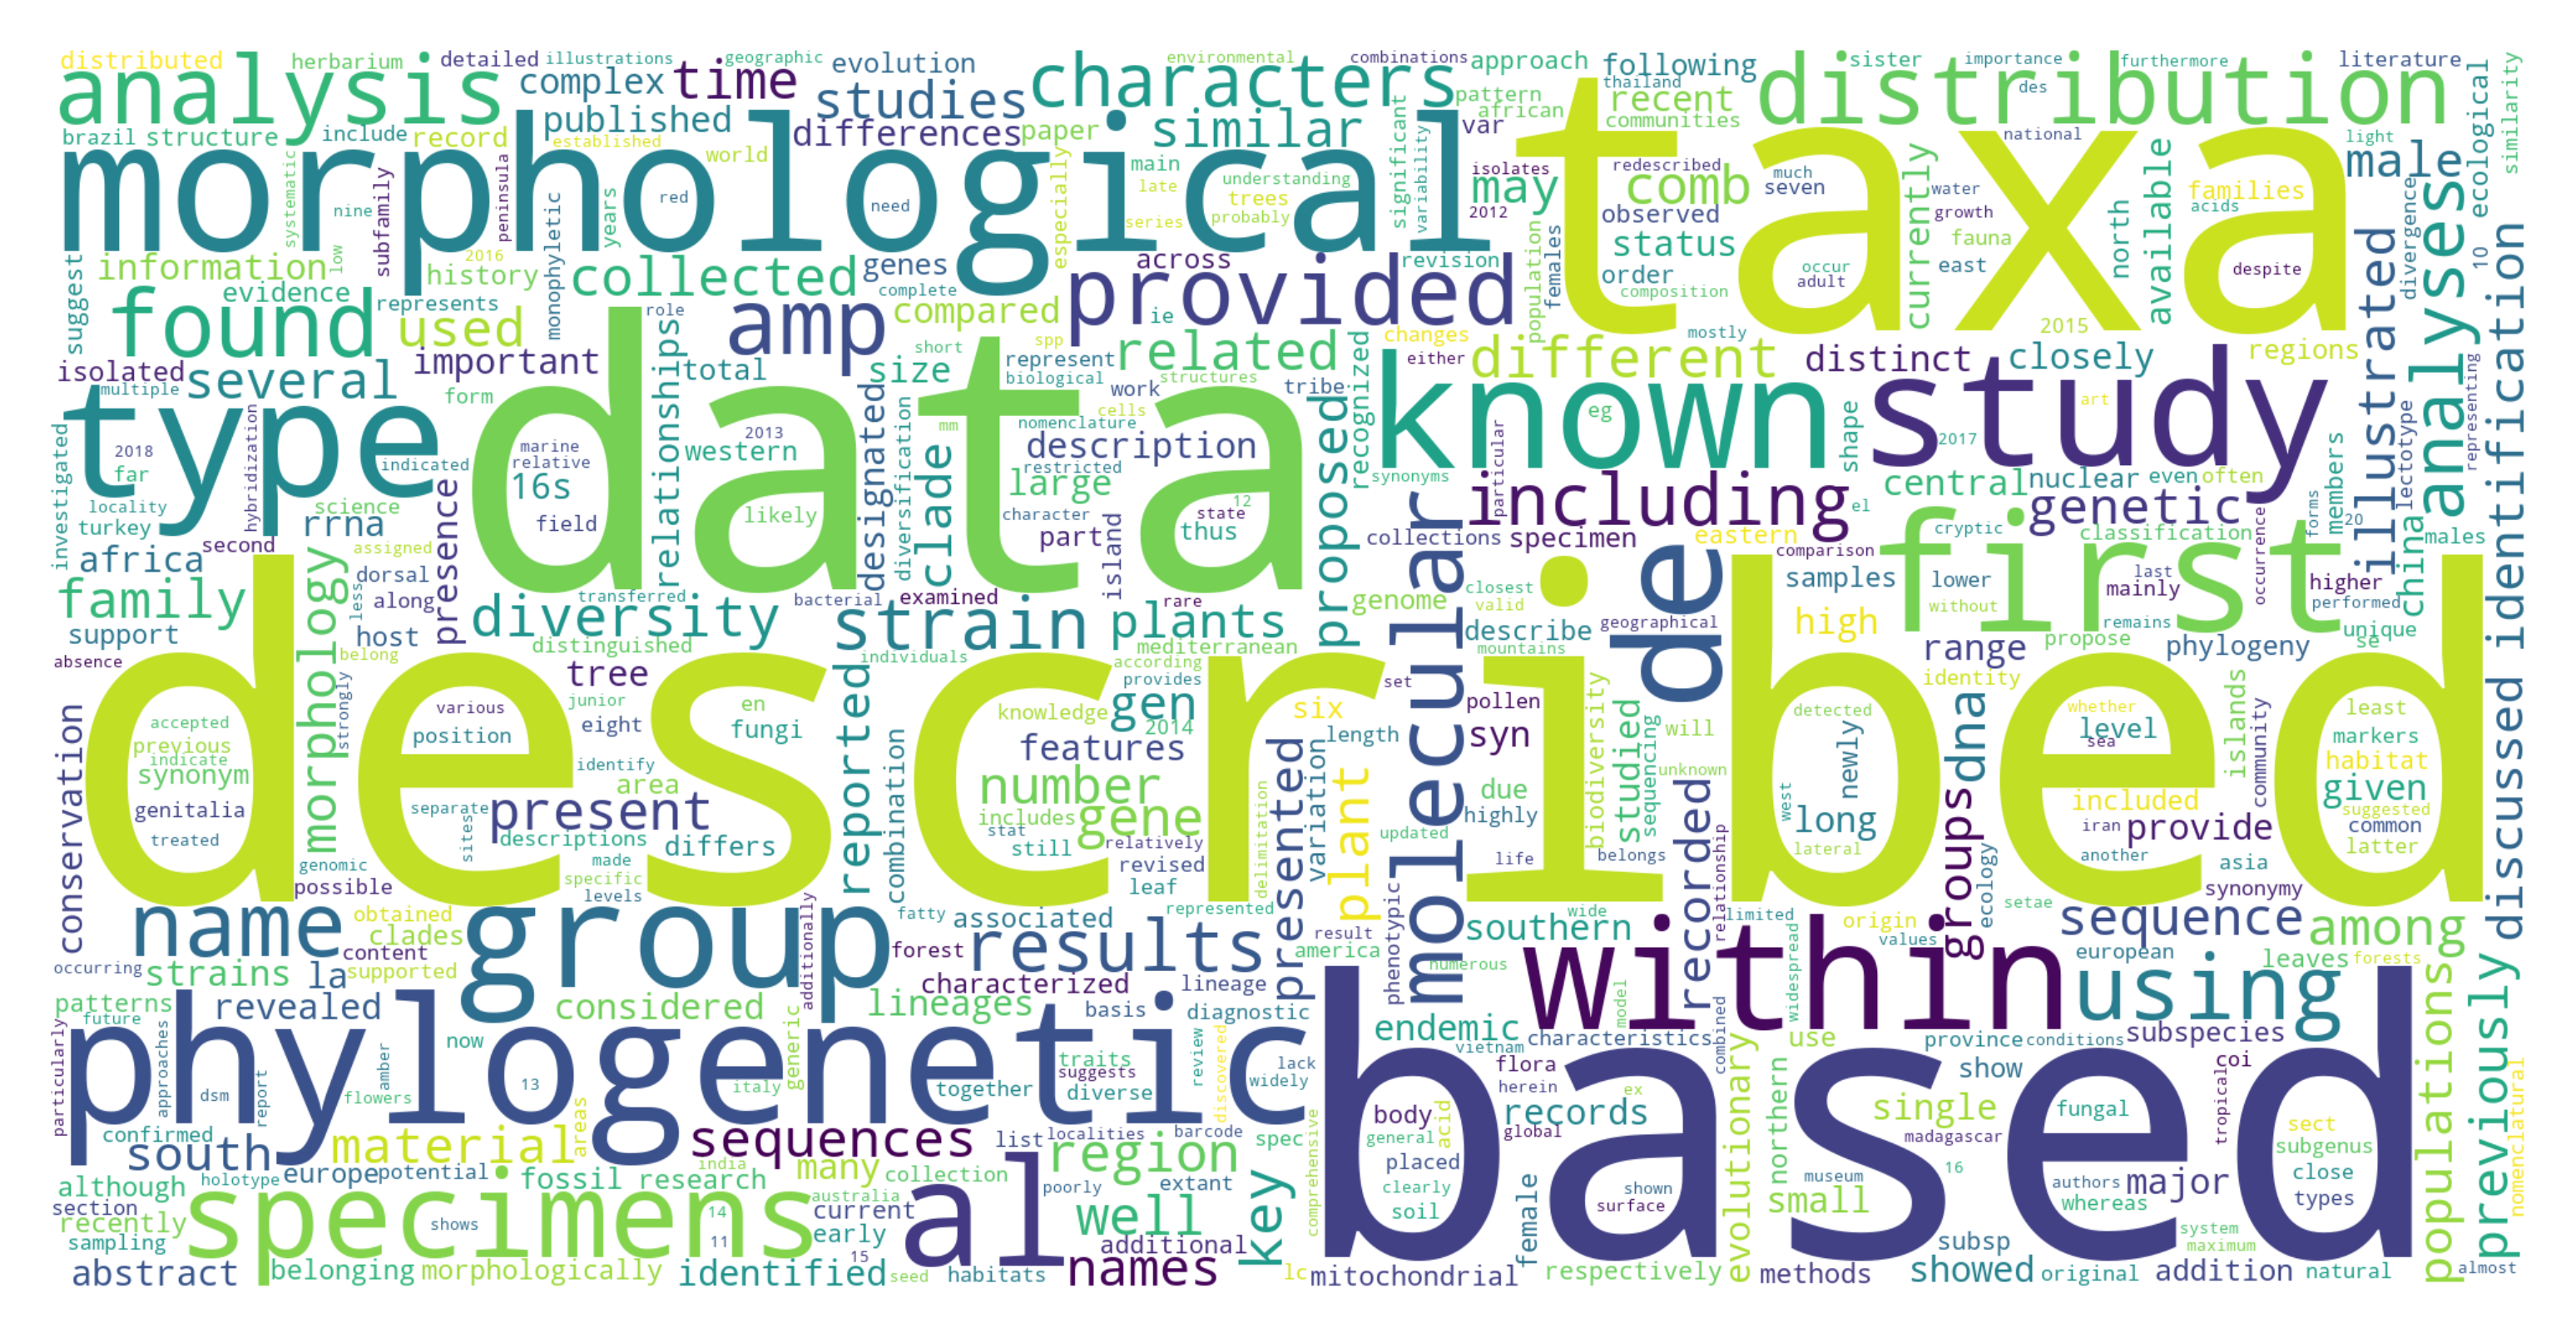 distributed herbarium detailed illustrations geographic evolution environmental combinations approach following sister importance furthermore literature
analysis complex time studies characters pattern thailand recent distribution des similarity
brazil structure include record published differences paper similar var african communities national light male ecological
morphological established world main understanding significant variability isolates may redescribed taxa much seven comb currently water families
systematic nine low peninsula subfamily monophyletic years red need late trees series probably especially 2012 observed growth acids analyses
information 2016 history collected genes across revision status order fauna north available divergence 10
suggest evidence represents complete provided females population composition occur adult east despite illustrated identification
found used role amp compared ie changes mostly 2015
isolated several important relationships total size short spp represent related different either distinct closely regions
multiple form biological structures work tribe known study art
type data 2013 western mm cells nomenclature recognized eg shape 2017 lectotype representing
investigated 2018 far indicated marine relative 16s clade description restricted proposed synonyms particular including central nuclear even often members
locality turkey hybridization science rrna field likely designated diversification large character 12 state thus el genetic
africa second presence assigned part island collections specimen eastern cryptic classification forms 20 males
family dorsal along transferred bacterial examined rare genome closest valid molecular de comparison samples lower first last mainly occurrence higher china
support morphology less host diversity strain plants describe geographical high without remains performed unique
absence belong distinguished individuals mediterranean according provides mountains range propose phylogeny se
conservation strongly tree junior en reported knowledge gen six set pollen identity islands
described accepted previous indicate synonym various position eight fungi 2014 features length syn biodiversity studied will dna detected newly whether level sea least markers habitat
genitalia identify area combination number variation plant due sequencing unknown west long included given suggested
treated separate present sites descriptions differs includes gene stat still relatively updated highly recorded groups iran provide common community
genomic possible made specific levels revised leaf delimitation presented life belongs lateral another asia latter synonymy ecology
name obtained clades group fatty associated represented wide relationship limited origin setae sequence among discussed
content additionally forest results result america southern values european leaves forests
occurring strains la supported characterized phenotypic numerous within widespread using populations previously
patterns revealed considered lineages lineage basis diagnostic endemic characteristics model combined province conditions subspecies
particularly future now generic traits suggests review discovered lack vietnam flora use northern show coi
phylogenetic approaches dsm report amber flowers 13 italy together diverse widely herein ex tropical
confirmed areas body records single fungal sect nomenclatural
south material sequences list localities barcode spec comprehensive general acid global evolutionary madagascar subgenus
holotype europe potential india many collection region placed 16 major close
although fossil research australia poorly extant clearly museum authors whereas types
section recently specimens shows 14 current al well key soil shown surface small based
sampling 11 15 early additional female subsp system maximum
abstract belonging morphologically identified seed habitats names lc mitochondrial respectively methods showed original addition natural almost